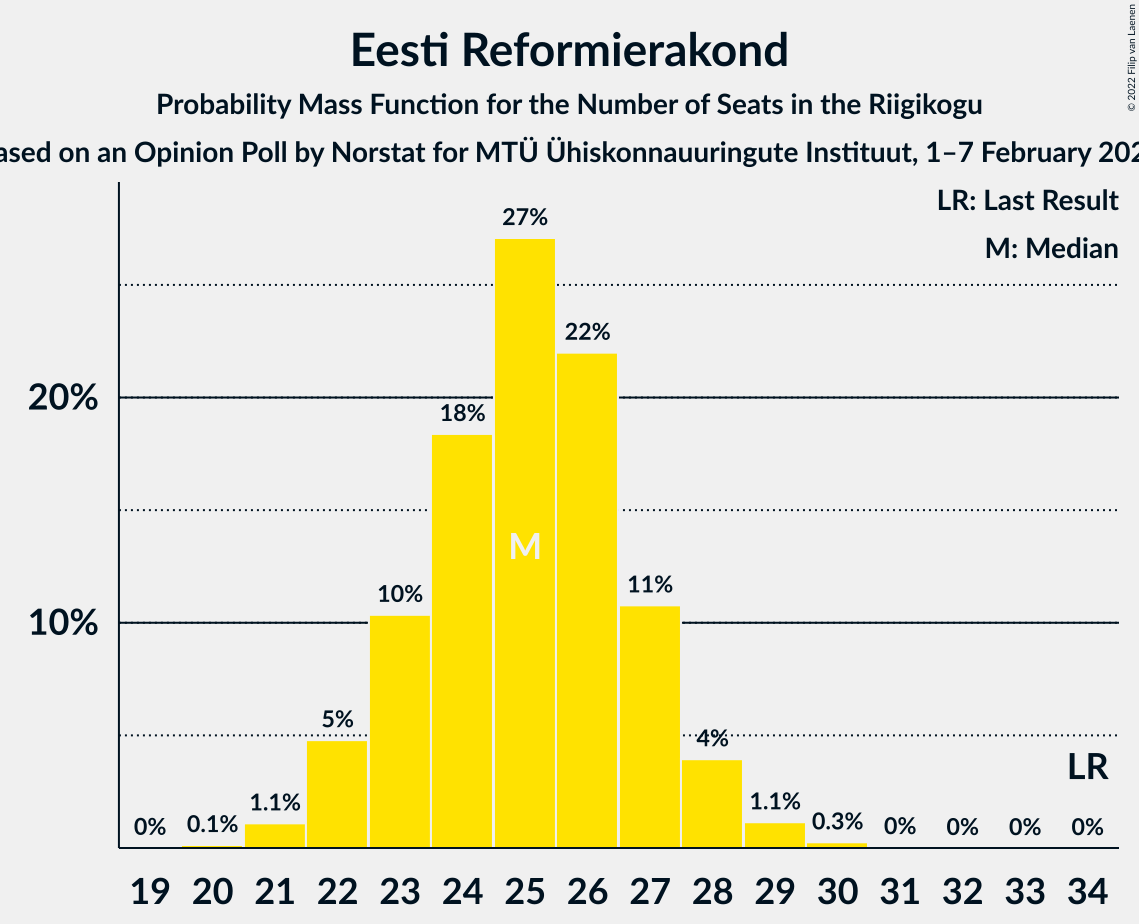 Eesti Reformierakond
Probability Mass Function for the Number of Seats in the Riigikogu
on an Opinion Poll by Norstat for MTÜ Ühiskonnauuringute Instituut, 1–7 February
© 2022 Filip van Laenen
LR: Last Result
M: Median
27%
22%
20%
18%
M
11%
10%
10%
5%
4%
LR
1.1%
1.1%
0.3%
0.1%
0%
0%
0%
0%
0%
19 20 21 22 23 24 25 26 27 28 29 30 31 32 33 34